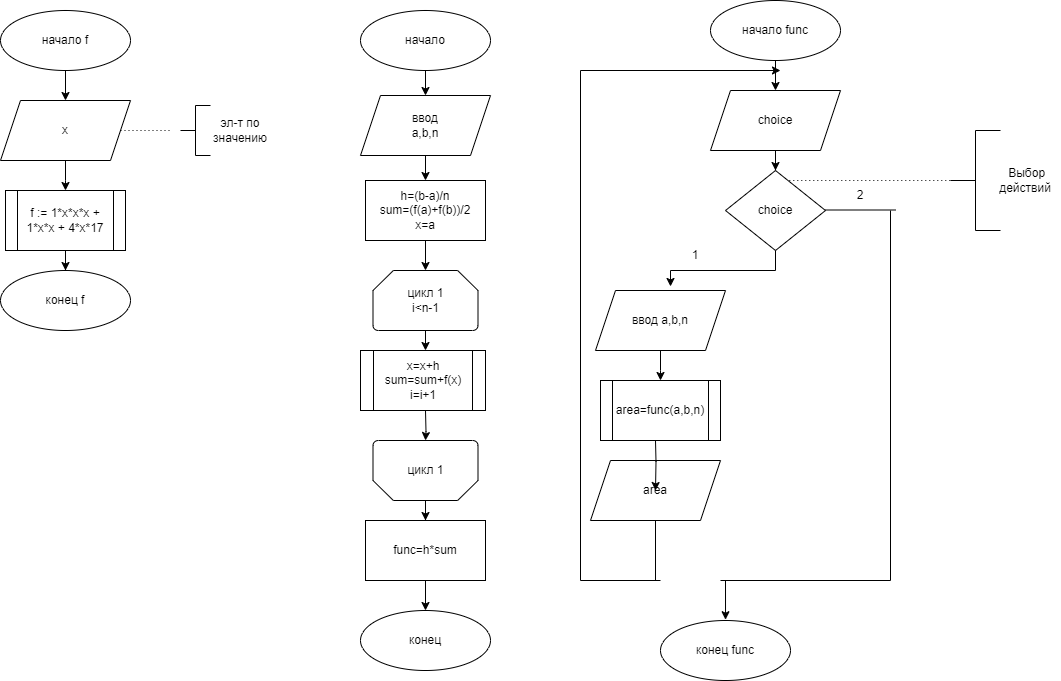 начало f
x
эл-т по
значению
f := 1*x*x*x +
1*x*x + 4*x*17
конец f
начало
ввод
a,b,n
h=(b-a)/n
sum=(f(a)+f(b))/2
x=a
цикл 1
i<n-1
x=x+h
sum=sum+f(x)
i=i+1
цикл 1
func=h*sum
конец
начало func
choice
choice
Выбор
действий
2
1
ввод a,b,n
area=func(a,b,n)
area
конец func